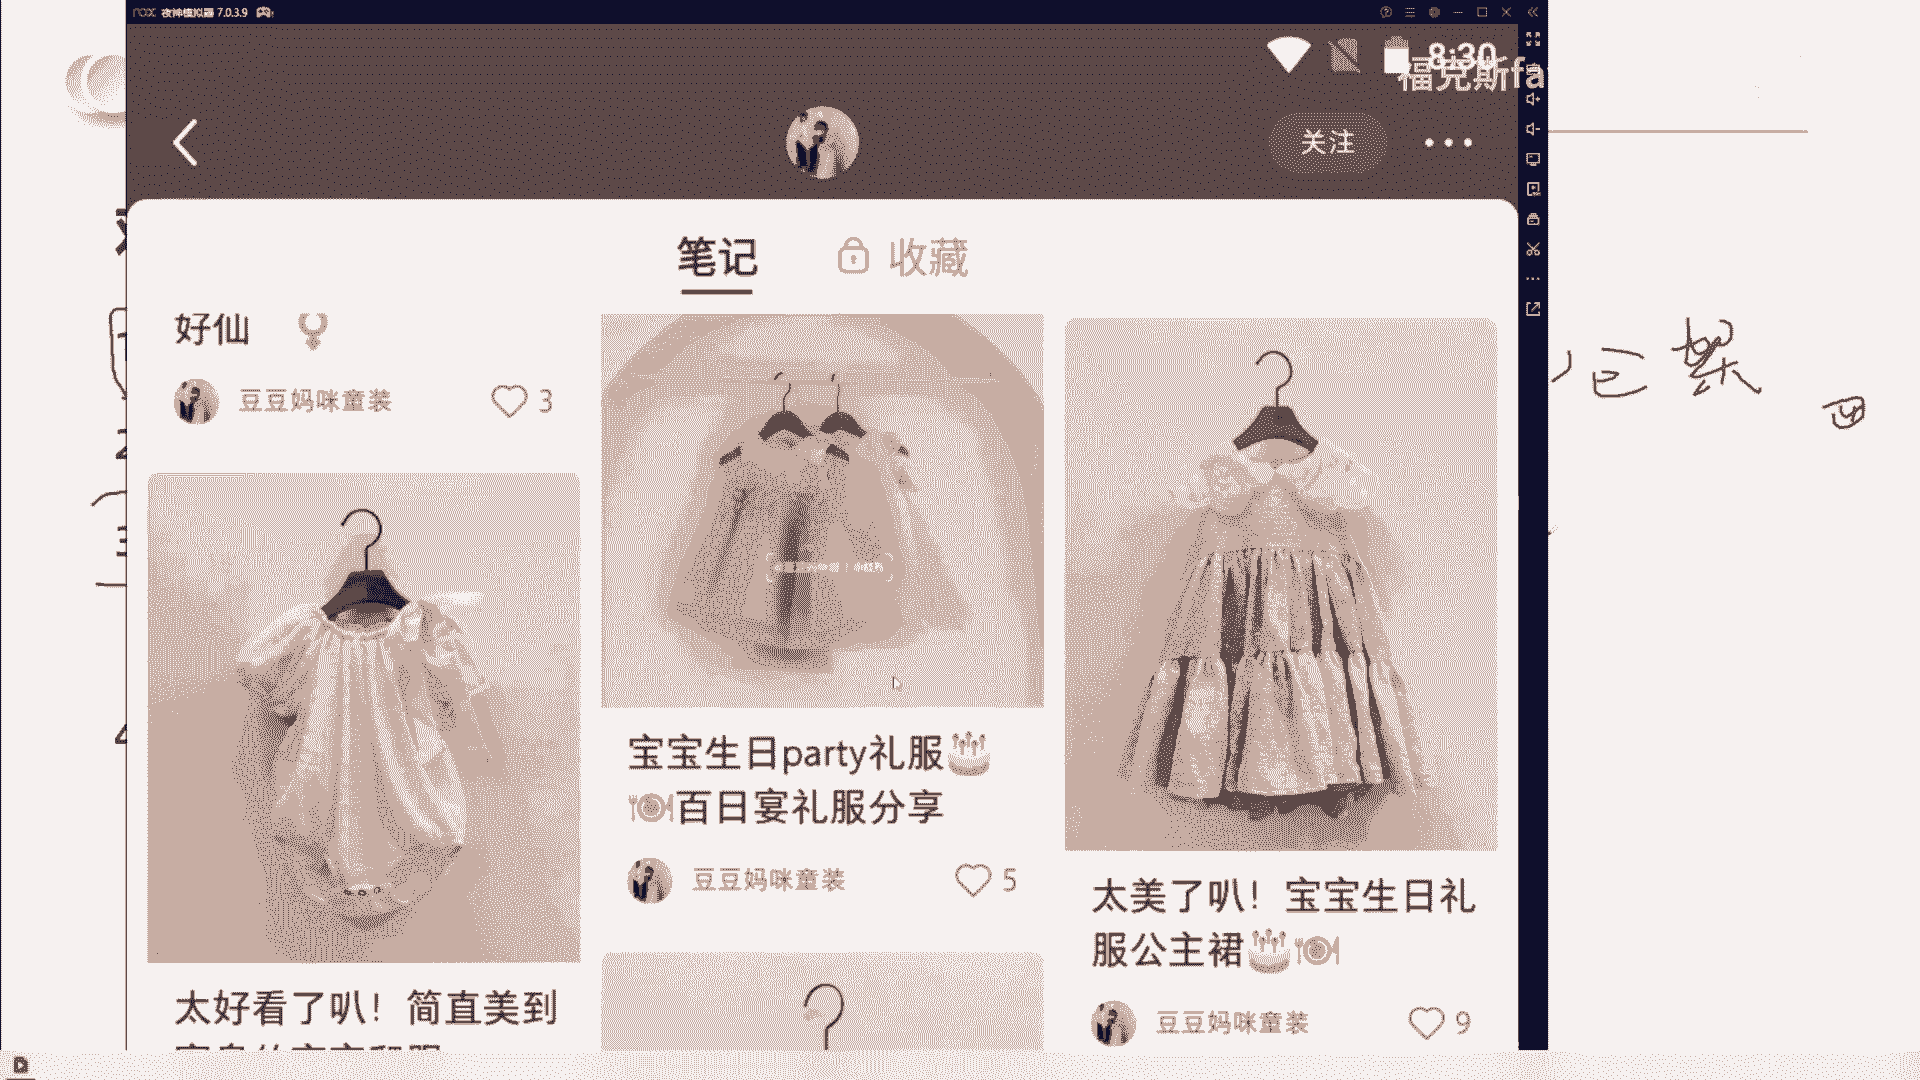 nox 夜神模拟器 7.0.3.9
8:30
福克斯fa
关注
笔记
收藏
好仙
豆豆妈咪童装
3
宝宝生日party礼服🎂
🍽百日宴礼服分享
豆豆妈咪童装
5
太美了叭！宝宝生日礼
服公主裙🎂🍽
豆豆妈咪童装
9
太好看了叭！简直美到
2
3
4